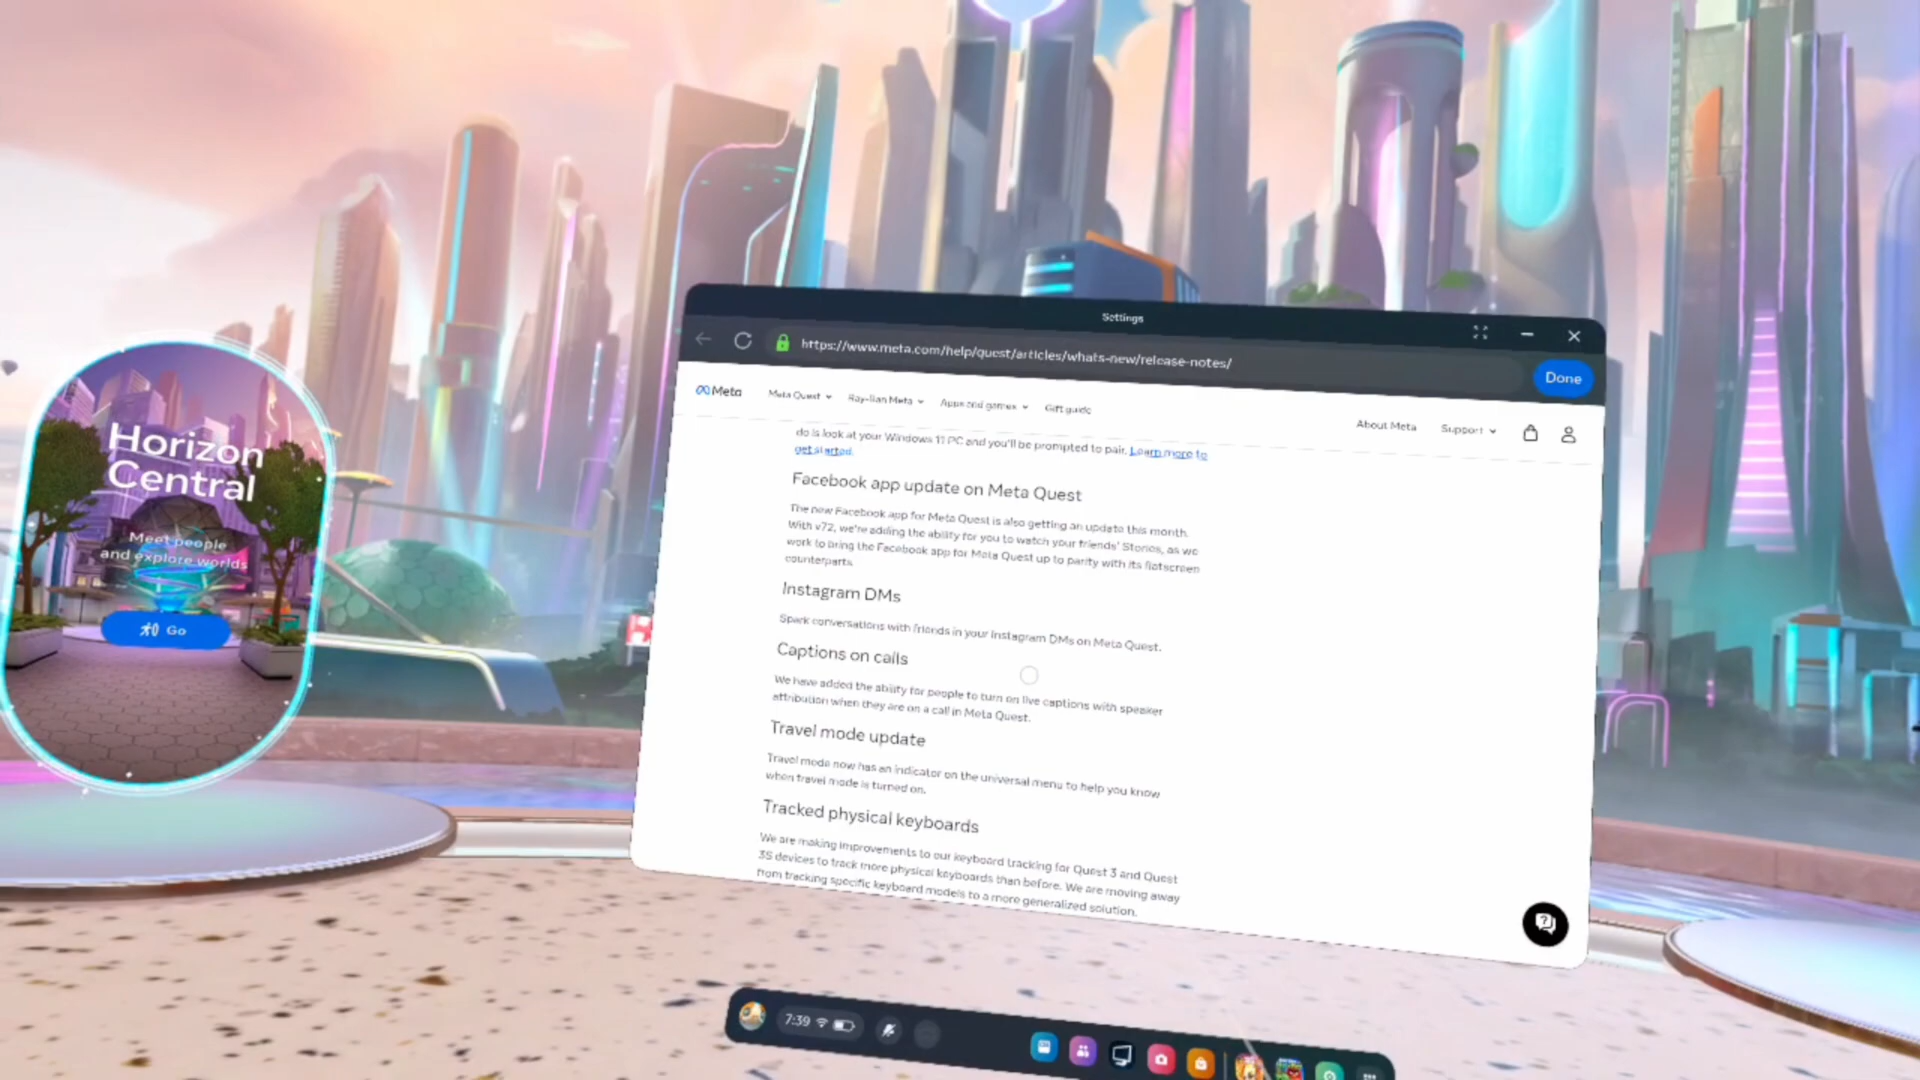 Settings
https://www.meta.com/help/quest/articles/whats-new/release-notes/
Done
Meta
Meta Quest
Ray-Ban Meta
Apps and games
Gift guide
About Meta
Support
do is look at your Windows 11 PC and you'll be prompted to pair. Learn more to
get started.
Facebook app update on Meta Quest
The new Facebook app for Meta Quest is also getting an update this month.
With v72, we're adding the ability for you to watch your friends' Stories, as we
work to bring the Facebook app for Meta Quest up to parity with its flatscreen
counterparts.
Instagram DMs
Spark conversations with friends in your Instagram DMs on Meta Quest.
Captions on calls
We have added the ability for people to turn on live captions with speaker
attribution when they are on a call in Meta Quest.
Travel mode update
Travel mode now has an indicator on the universal menu to help you know
when travel mode is turned on.
Tracked physical keyboards
We are making improvements to our keyboard tracking for Quest 3 and Quest
3S devices to track more physical keyboards than before. We are moving away
from tracking specific keyboard models to a more generalized solution.
Horizon
Central
Meet people
and explore worlds
Go
7:39